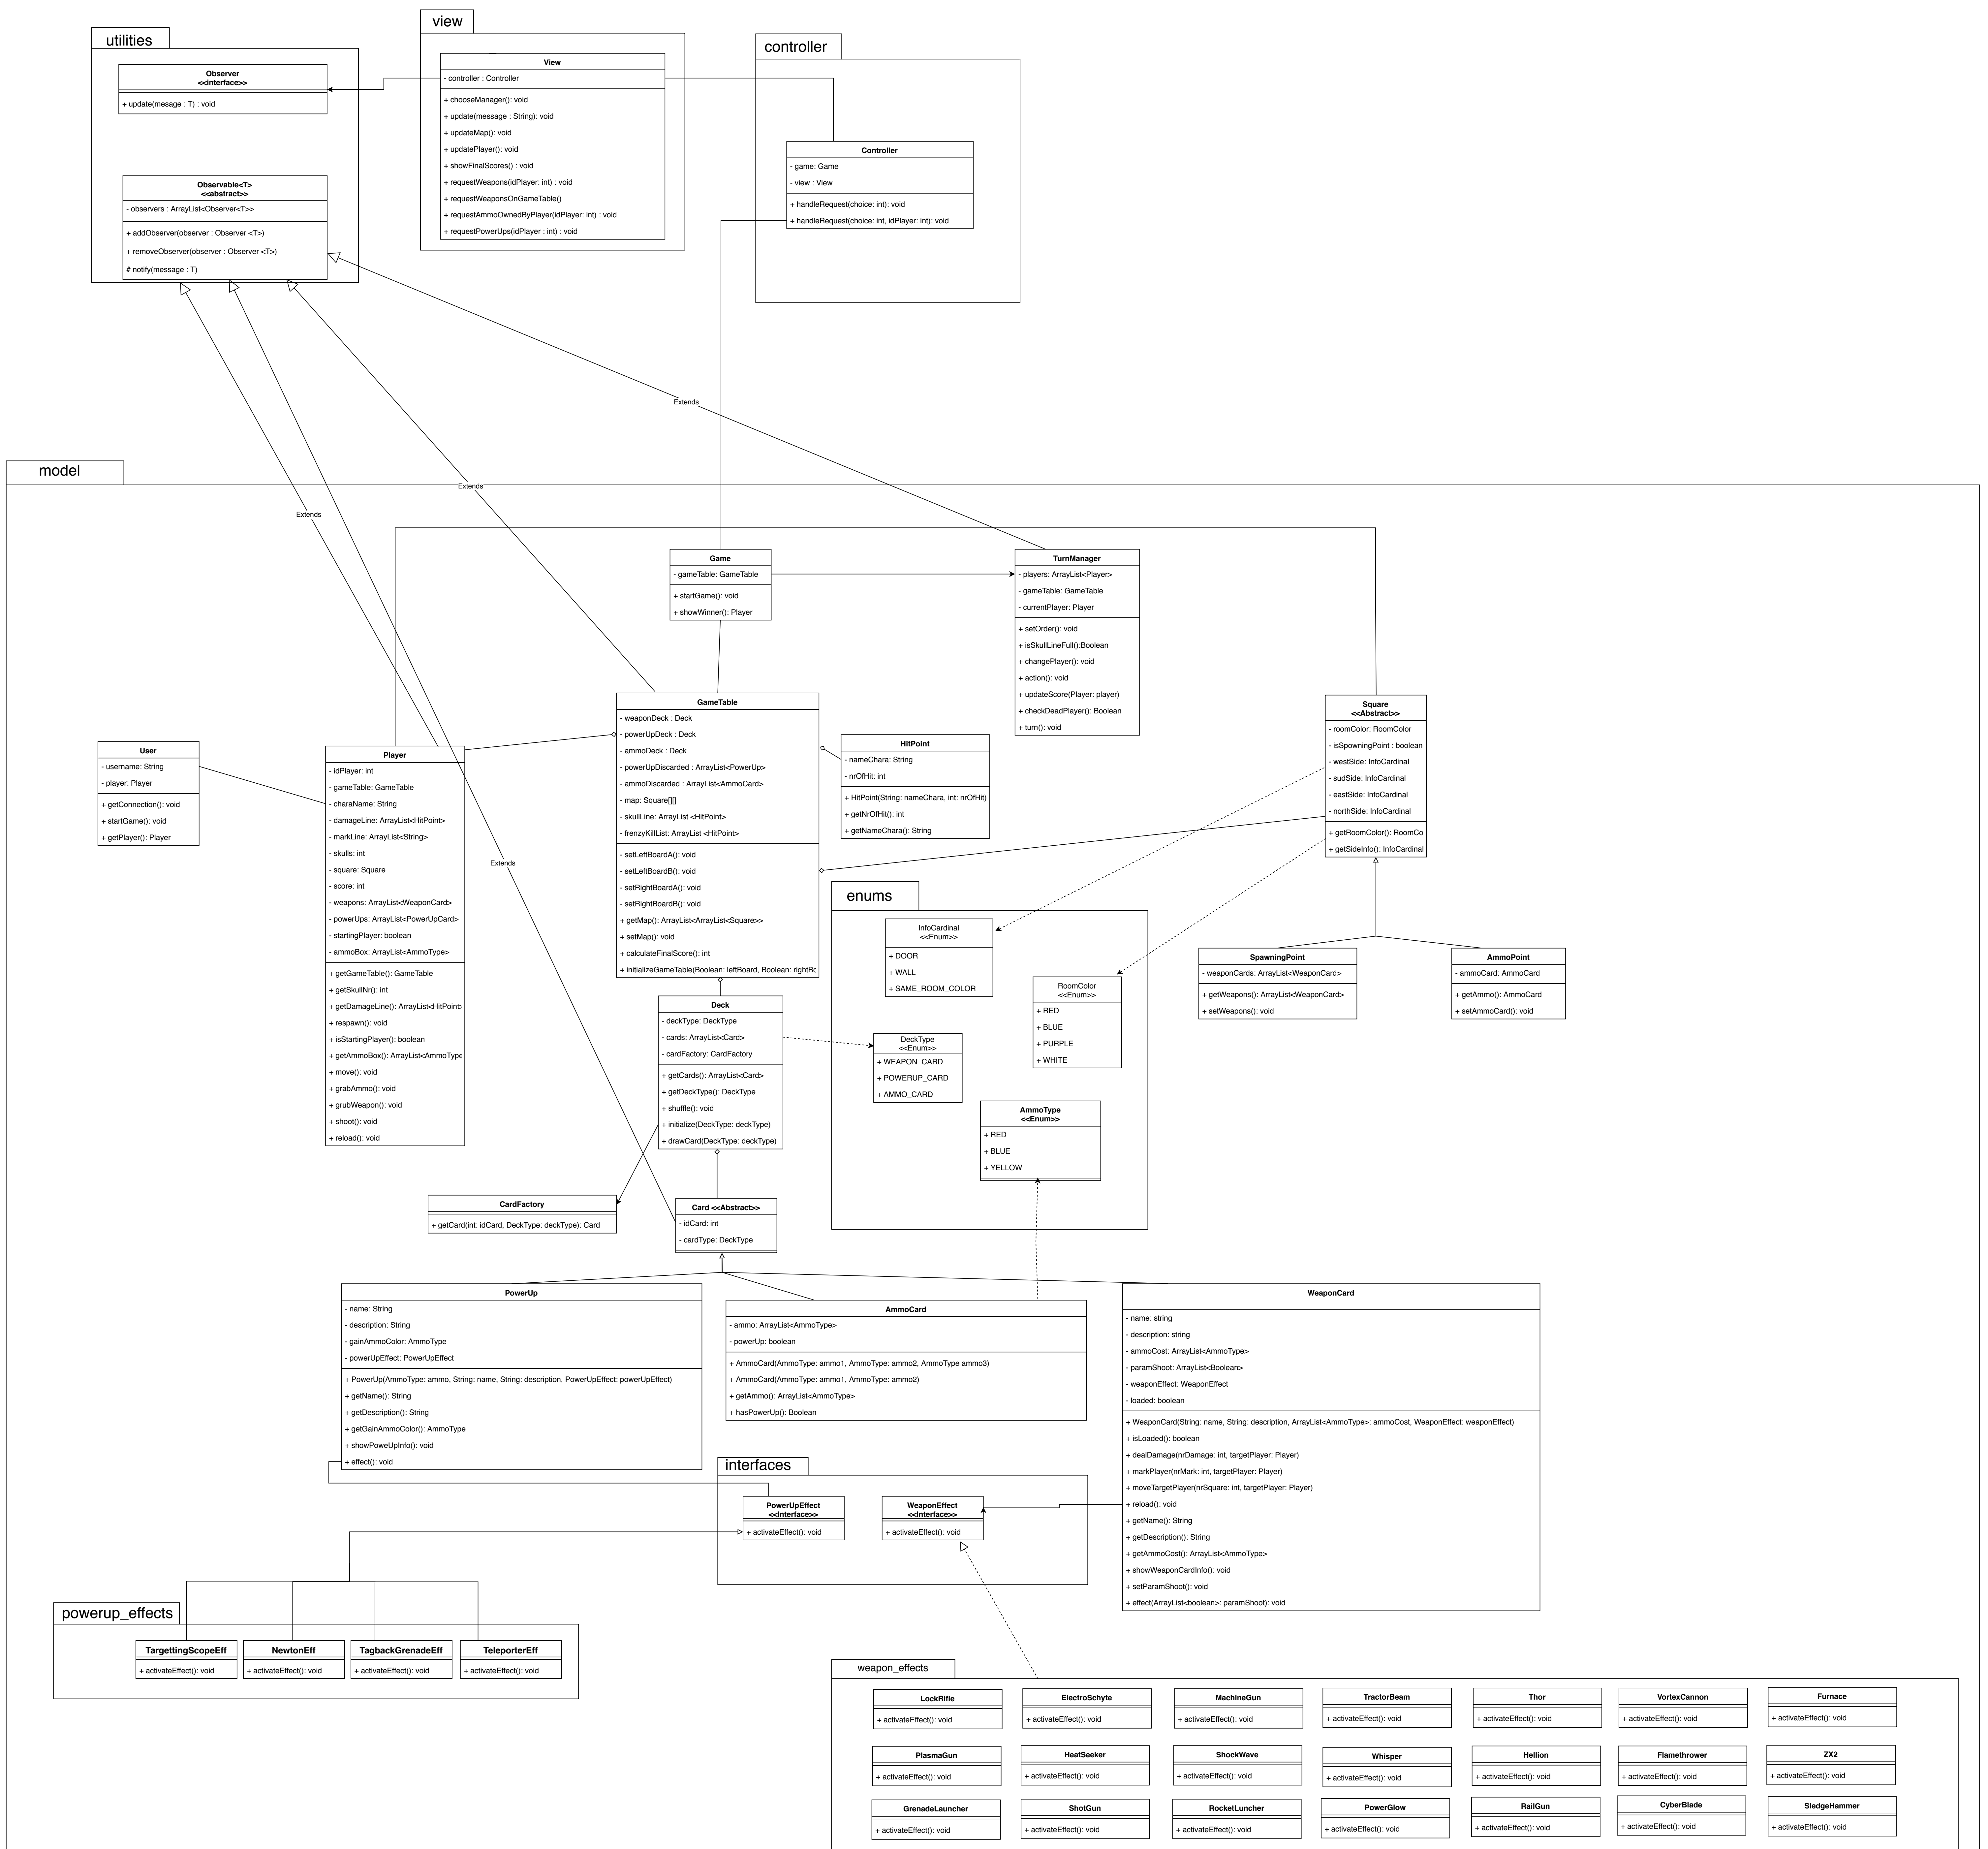 utilities
Observer
<<interface>>
+ update(mesage : T) : void
Observable<T>
<<abstract>>
- observers : ArrayList<Observer<T>>
+ addObserver(observer : Observer <T>)
+ removeObserver(observer : Observer <T>)
# notify(message : T)
view
View
- controller : Controller
+ chooseManager(): void
+ update(message : String): void
+ updateMap(): void
+ updatePlayer(): void
+ showFinalScores() : void
+ requestWeapons(idPlayer: int) : void
+ requestWeaponsOnGameTable()
+ requestAmmoOwnedByPlayer(idPlayer: int) : void
+ requestPowerUps(idPlayer : int) : void
controller
Controller
- game: Game
- view : View
+ handleRequest(choice: int): void
+ handleRequest(choice: int, idPlayer: int): void
Extends
Extends
Extends
Extends
model
Game
- gameTable: GameTable
+ startGame(): void
+ showWinner(): Player
TurnManager
- players: ArrayList<Player>
- gameTable: GameTable
- currentPlayer: Player
+ setOrder(): void
+ isSkullLineFull():Boolean
+ changePlayer(): void
+ action(): void
+ updateScore(Player: player)
+ checkDeadPlayer(): Boolean
+ turn(): void
User
- username: String
- player: Player
+ getConnection(): void
+ startGame(): void
+ getPlayer(): Player
Player
- idPlayer: int
- gameTable: GameTable
- charaName: String
- damageLine: ArrayList<HitPoint>
- markLine: ArrayList<String>
- skulls: int
- square: Square
- score: int
- weapons: ArrayList<WeaponCard>
- powerUps: ArrayList<PowerUpCard>
- startingPlayer: boolean
- ammoBox: ArrayList<AmmoType>
+ getGameTable(): GameTable
+ getSkullNr(): int
+ getDamageLine(): ArrayList<HitPoint>
+ respawn(): void
+ isStartingPlayer(): boolean
+ getAmmoBox(): ArrayList<AmmoType
+ move(): void
+ grabAmmo(): void
+ grubWeapon(): void
+ shoot(): void
+ reload(): void
GameTable
- weaponDeck : Deck
- powerUpDeck : Deck
- ammoDeck : Deck
- powerUpDiscarded : ArrayList<PowerUp>
- ammoDiscarded : ArrayList<AmmoCard>
- map: Square[][]
- skullLine: ArrayList <HitPoint>
- frenzyKillList: ArrayList <HitPoint>
- setLeftBoardA(): void
- setLeftBoardB(): void
- setRightBoardA(): void
- setRightBoardB(): void
+ getMap(): ArrayList<ArrayList<Square>>
+ setMap(): void
+ calculateFinalScore(): int
+ initializeGameTable(Boolean: leftBoard, Boolean: rightBo
HitPoint
- nameChara: String
- nrOfHit: int
+ HitPoint(String: nameChara, int: nrOfHit)
+ getNrOfHit(): int
+ getNameChara(): String
Square
<<Abstract>>
- roomColor: RoomColor
- isSpowningPoint : boolean
- westSide: InfoCardinal
- sudSide: InfoCardinal
- eastSide: InfoCardinal
- northSide: InfoCardinal
+ getRoomColor(): RoomCo
+ getSideInfo(): InfoCardinal
SpawningPoint
- weaponCards: ArrayList<WeaponCard>
+ getWeapons(): ArrayList<WeaponCard>
+ setWeapons(): void
AmmoPoint
- ammoCard: AmmoCard
+ getAmmo(): AmmoCard
+ setAmmoCard(): void
enums
InfoCardinal
<<Enum>>
+ DOOR
+ WALL
+ SAME_ROOM_COLOR
RoomColor
<<Enum>>
+ RED
+ BLUE
+ PURPLE
+ WHITE
DeckType
<<Enum>>
+ WEAPON_CARD
+ POWERUP_CARD
+ AMMO_CARD
AmmoType
<<Enum>>
+ RED
+ BLUE
+ YELLOW
Deck
- deckType: DeckType
- cards: ArrayList<Card>
- cardFactory: CardFactory
+ getCards(): ArrayList<Card>
+ getDeckType(): DeckType
+ shuffle(): void
+ initialize(DeckType: deckType)
+ drawCard(DeckType: deckType)
CardFactory
+ getCard(int: idCard, DeckType: deckType): Card
Card <<Abstract>>
- idCard: int
- cardType: DeckType
PowerUp
- name: String
- description: String
- gainAmmoColor: AmmoType
- powerUpEffect: PowerUpEffect
+ PowerUp(AmmoType: ammo, String: name, String: description, PowerUpEffect: powerUpEffect)
+ getName(): String
+ getDescription(): String
+ getGainAmmoColor(): AmmoType
+ showPoweUpInfo(): void
+ effect(): void
AmmoCard
- ammo: ArrayList<AmmoType>
- powerUp: boolean
+ AmmoCard(AmmoType: ammo1, AmmoType: ammo2, AmmoType ammo3)
+ AmmoCard(AmmoType: ammo1, AmmoType: ammo2)
+ getAmmo(): ArrayList<AmmoType>
+ hasPowerUp(): Boolean
WeaponCard
- name: string
- description: string
- ammoCost: ArrayList<AmmoType>
- paramShoot: ArrayList<Boolean>
- weaponEffect: WeaponEffect
- loaded: boolean
+ WeaponCard(String: name, String: description, ArrayList<AmmoType>: ammoCost, WeaponEffect: weaponEffect)
+ isLoaded(): boolean
+ dealDamage(nrDamage: int, targetPlayer: Player)
+ markPlayer(nrMark: int, targetPlayer: Player)
+ moveTargetPlayer(nrSquare: int, targetPlayer: Player)
+ reload(): void
+ getName(): String
+ getDescription(): String
+ getAmmoCost(): ArrayList<AmmoType>
+ showWeaponCardInfo(): void
+ setParamShoot(): void
+ effect(ArrayList<boolean>: paramShoot): void
interfaces
PowerUpEffect
<<Interface>>
+ activateEffect(): void
WeaponEffect
<<Interface>>
+ activateEffect(): void
powerup_effects
TargettingScopeEff
+ activateEffect(): void
NewtonEff
+ activateEffect(): void
TagbackGrenadeEff
+ activateEffect(): void
TeleporterEff
+ activateEffect(): void
weapon_effects
LockRifle
+ activateEffect(): void
ElectroSchyte
+ activateEffect(): void
MachineGun
+ activateEffect(): void
TractorBeam
+ activateEffect(): void
Thor
+ activateEffect(): void
VortexCannon
+ activateEffect(): void
Furnace
+ activateEffect(): void
PlasmaGun
+ activateEffect(): void
HeatSeeker
+ activateEffect(): void
ShockWave
+ activateEffect(): void
Whisper
+ activateEffect(): void
Hellion
+ activateEffect(): void
Flamethrower
+ activateEffect(): void
ZX2
+ activateEffect(): void
GrenadeLauncher
+ activateEffect(): void
ShotGun
+ activateEffect(): void
RocketLuncher
+ activateEffect(): void
PowerGlow
+ activateEffect(): void
RailGun
+ activateEffect(): void
CyberBlade
+ activateEffect(): void
SledgeHammer
+ activateEffect(): void